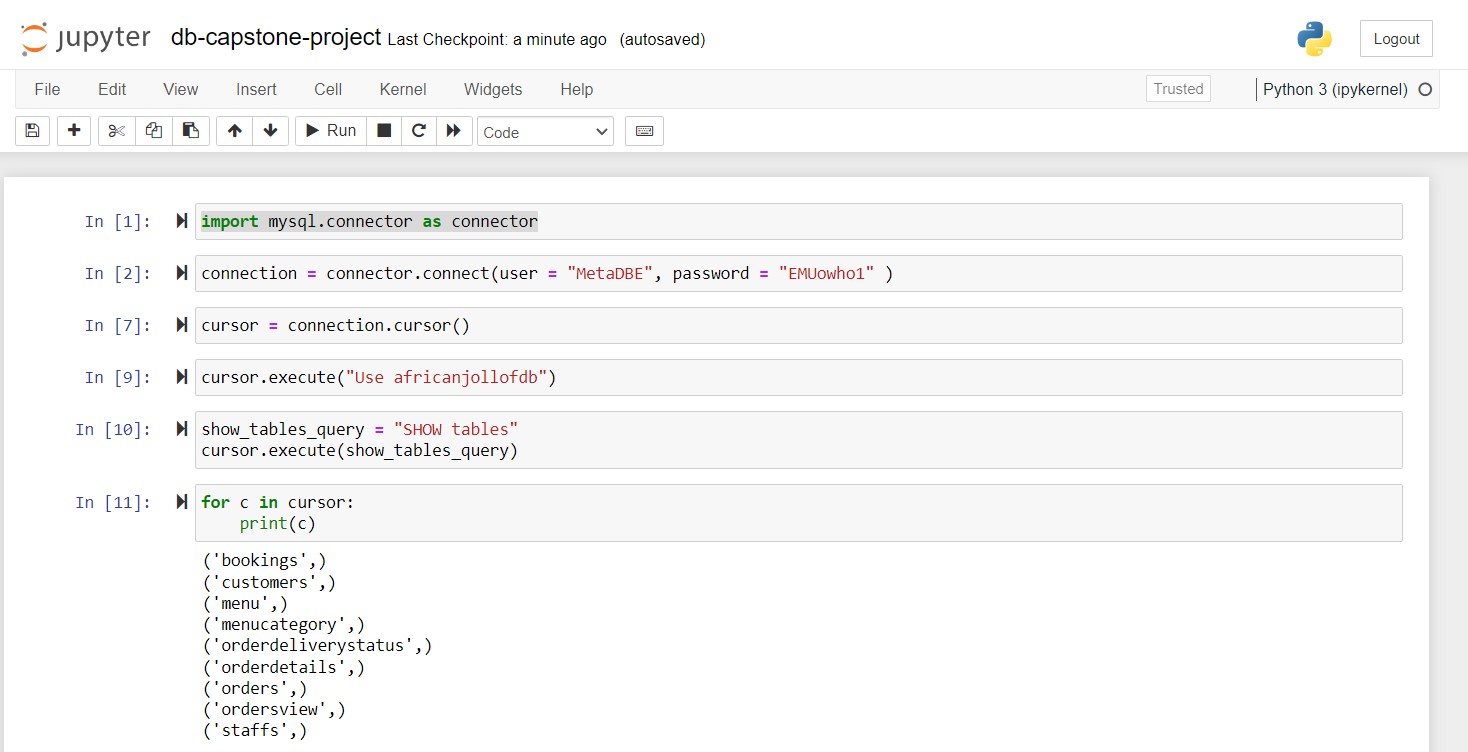 jupyter db-capstone-project Last Checkpoint: a minute ago (autosaved) Logout
File Edit View Insert Cell Kernel Widgets Help Trusted Python 3 (ipykernel)
Run Code
In [1]: import mysql.connector as connector
In [2]: connection = connector.connect(user = "MetaDBE", password = "EMUowho1" )
In [7]: cursor = connection.cursor()
In [9]: cursor.execute("Use africanjollofdb")
In [10]: show_tables_query = "SHOW tables"
cursor.execute(show_tables_query)
In [11]: for c in cursor:
    print(c)
('bookings',)
('customers',)
('menu',)
('menucategory',)
('orderdeliverystatus',)
('orderdetails',)
('orders',)
('ordersview',)
('staffs',)